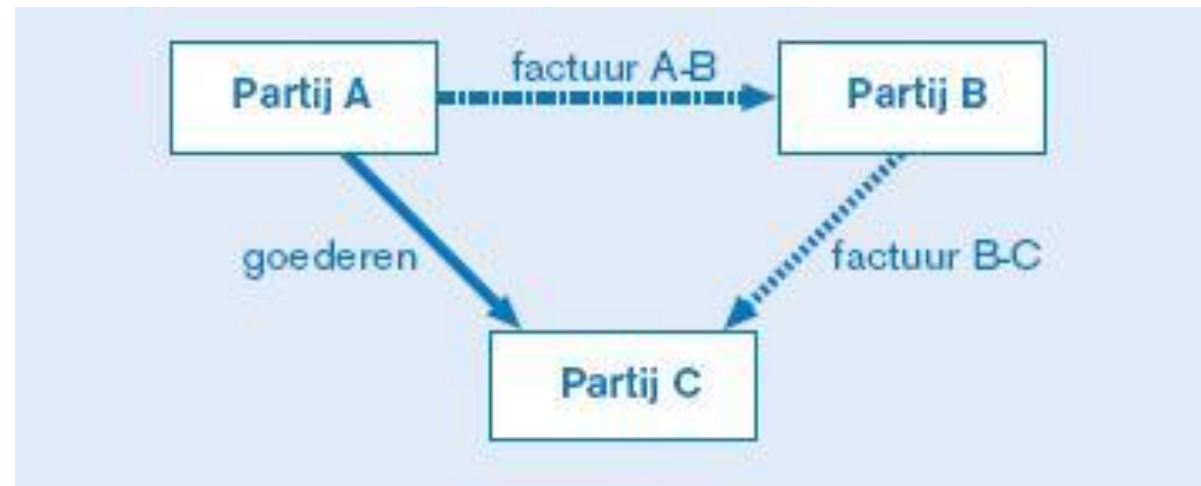 factuur A-B
Partij A
Partij B
goederen
factuur B-C
Partij C